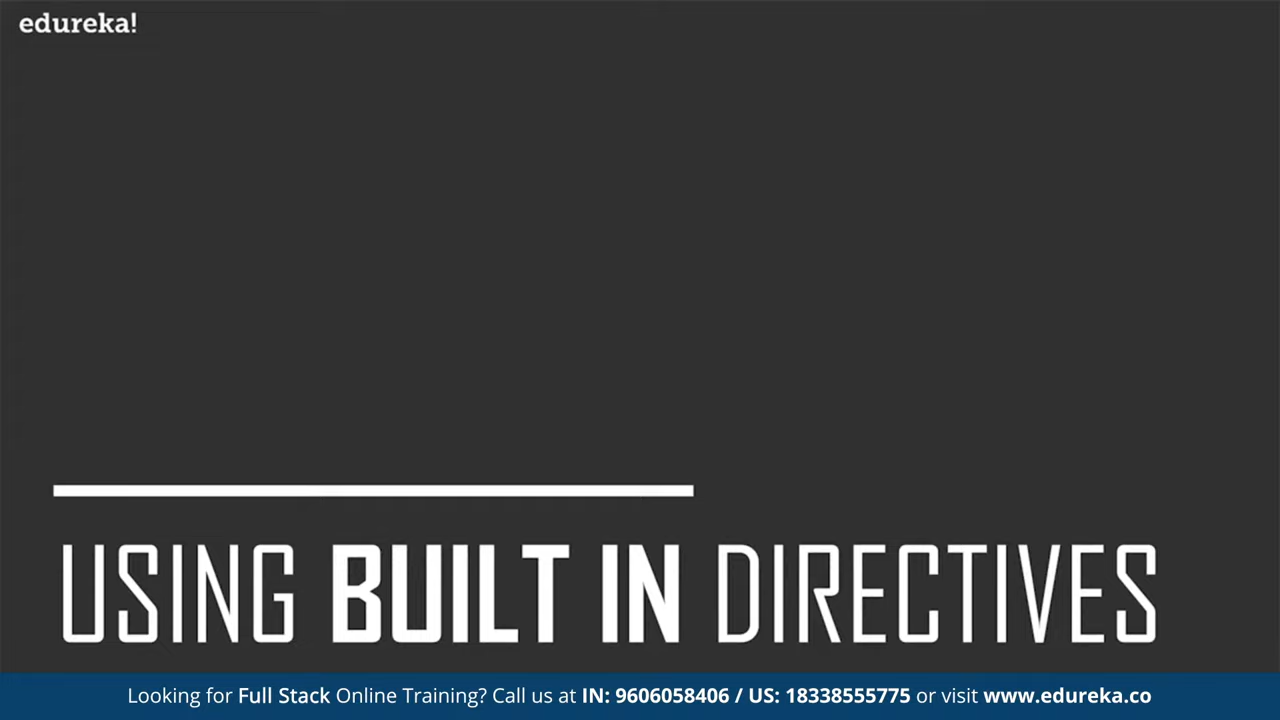 edureka!
USING BUILT IN DIRECTIVES
Looking for Full Stack Online Training? Call us at IN: 9606058406 / US: 18338555775 or visit www.edureka.co